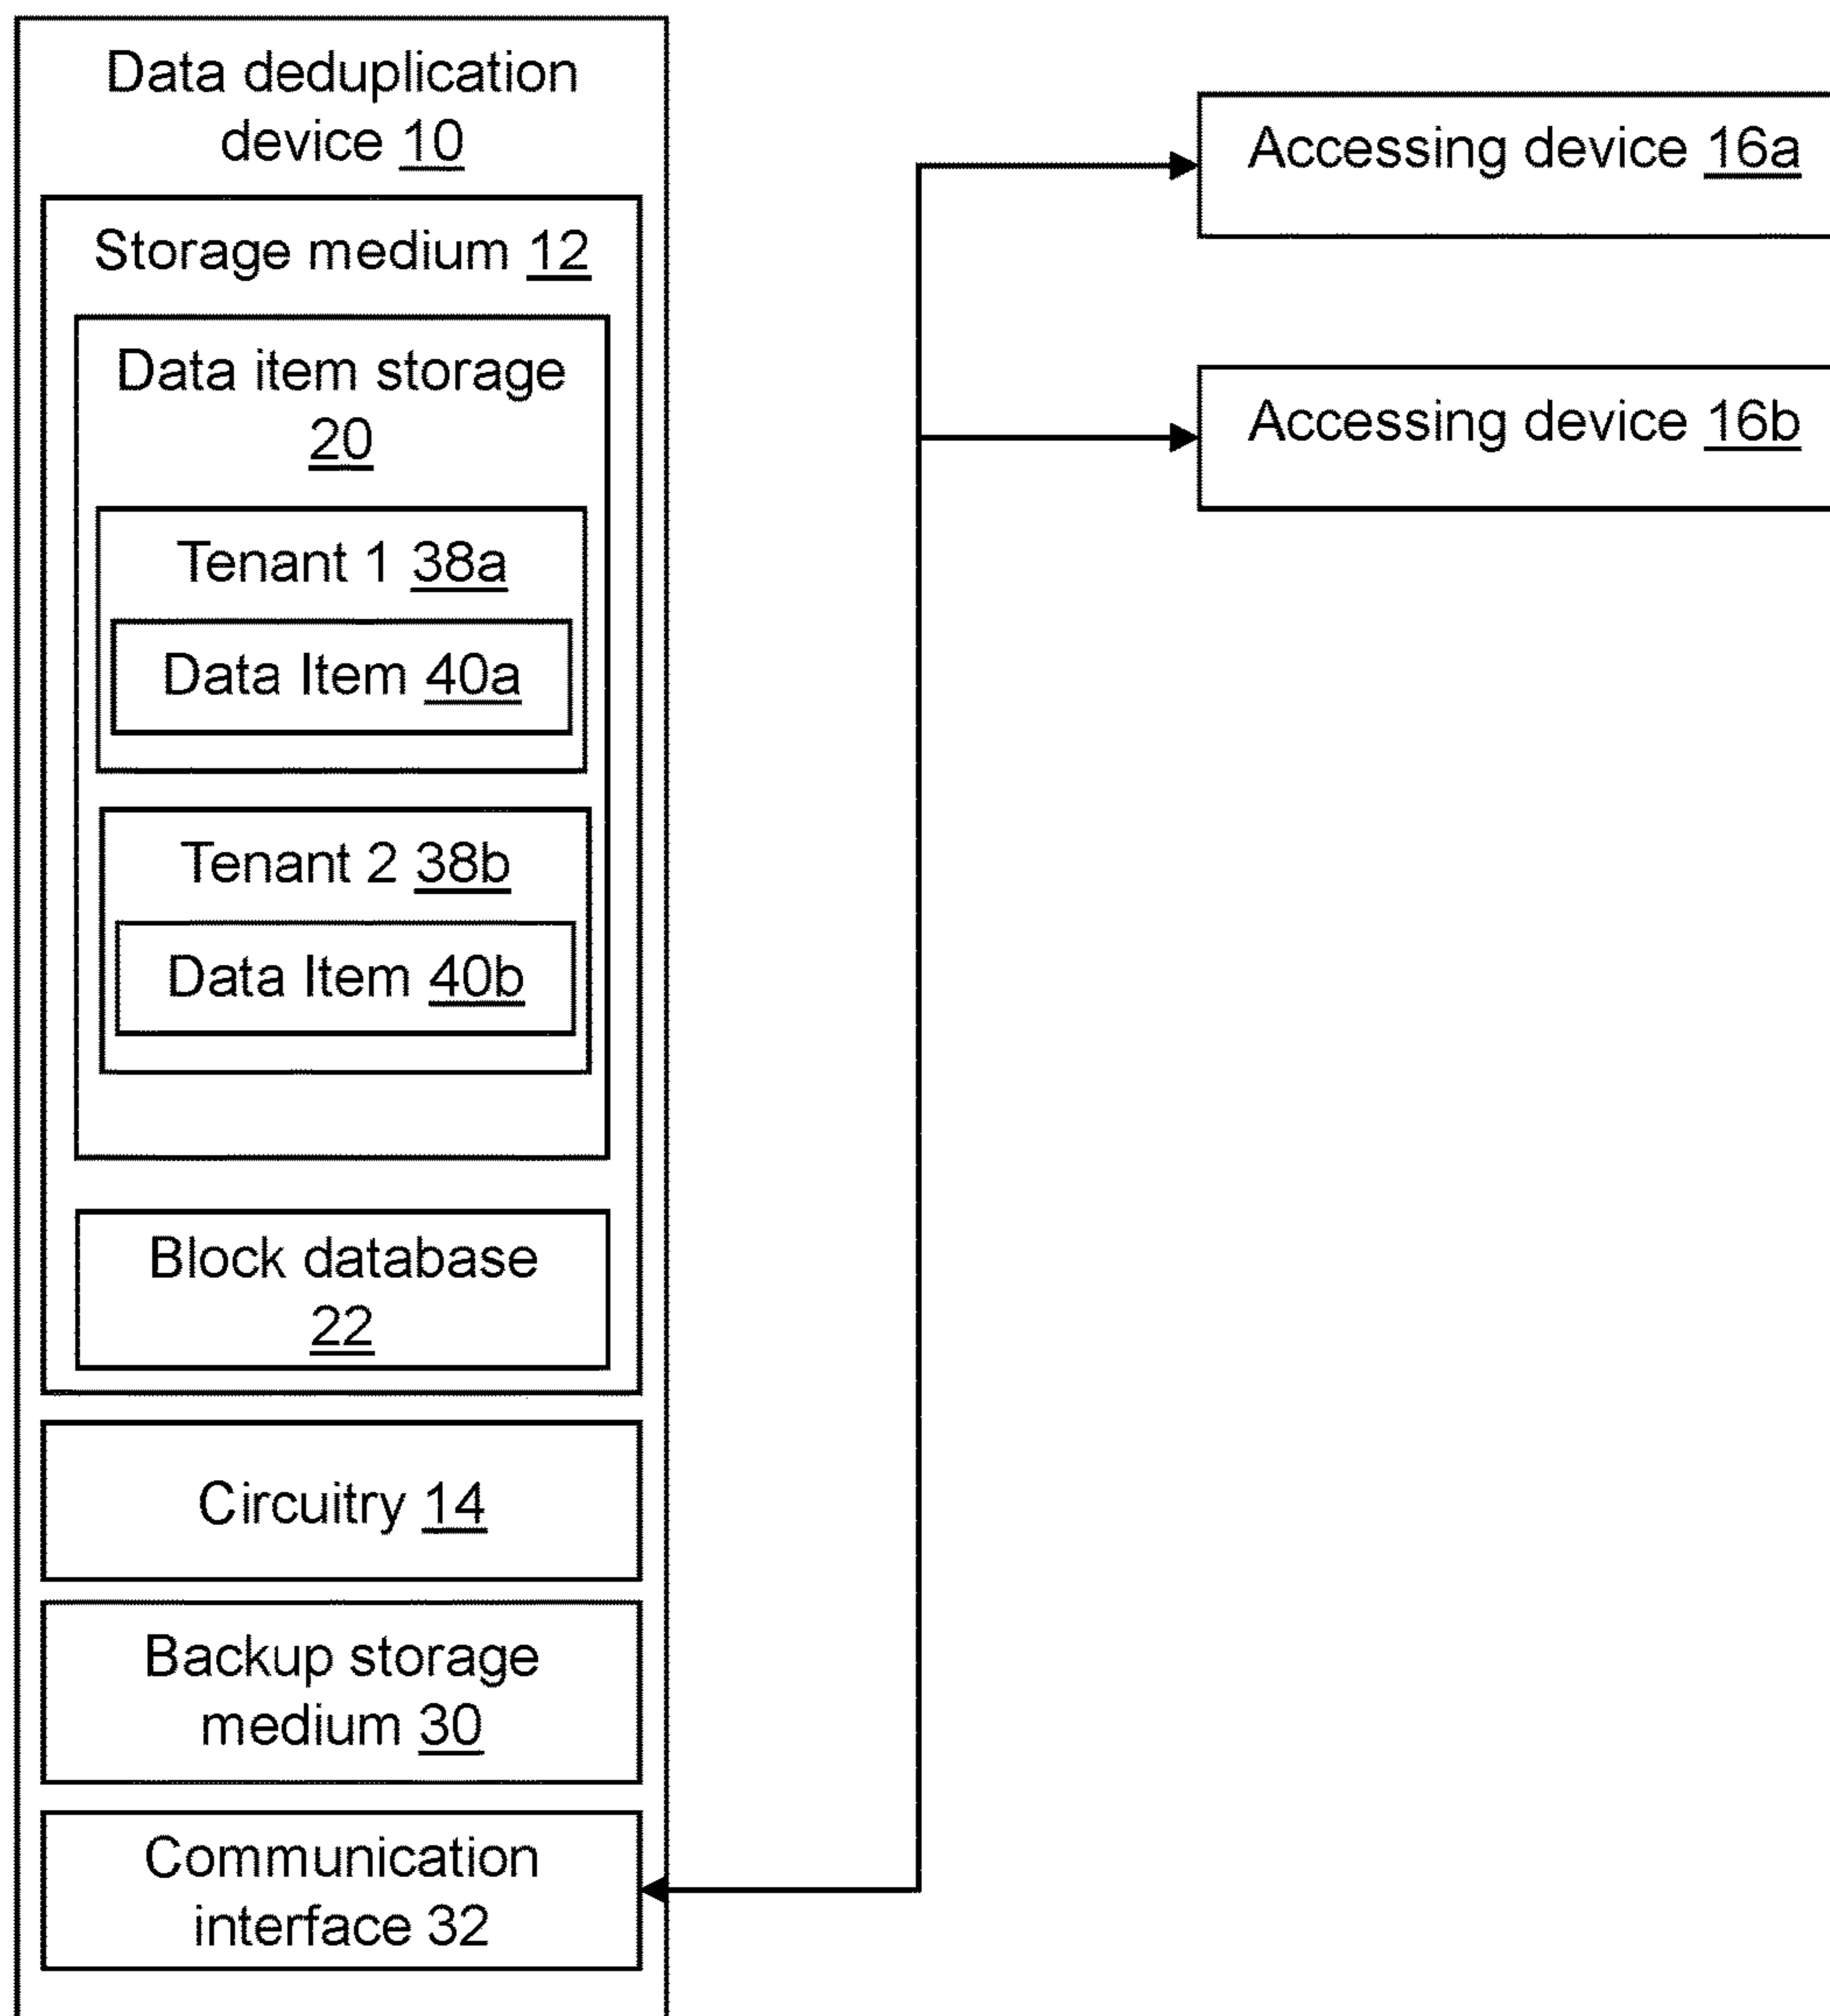 Data deduplication
device 10
Storage medium 12
Data item storage
20
Tenant 1 38a
Data Item 40a
Tenant 2 38b
Data Item 40b
Block database
22
Circuitry 14
Backup storage
medium 30
Communication
interface 32
Accessing device 16a
Accessing device 16b